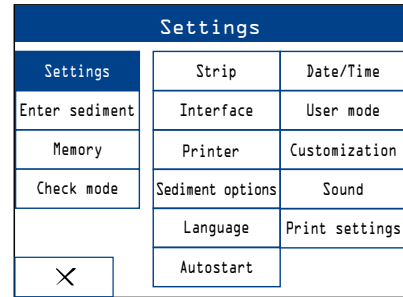 Settings
Settings
Strip
Date/Time
Enter sediment
Interface
User mode
Memory
Printer
Customization
Check mode
Sediment options
Sound
Language
Print settings
Autostart